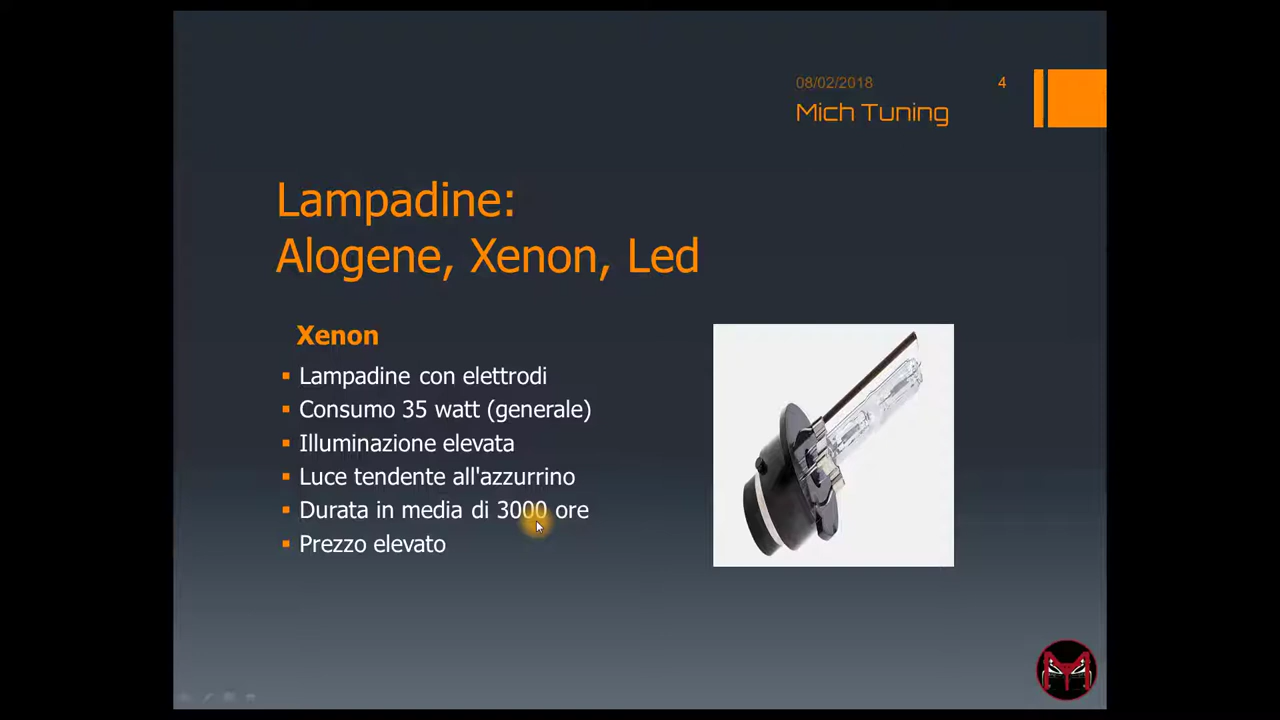 08/02/2018
4
Mich Tuning
Lampadine:
Alogene, Xenon, Led
Xenon
Lampadine con elettrodi
Consumo 35 watt (generale)
Illuminazione elevata
Luce tendente all'azzurrino
Durata in media di 3000 ore
Prezzo elevato